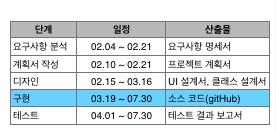 단계 일정 산출물
요구사항 분석 02.04 ~ 02.21 요구사항 명세서
계획서 작성 02.10 ~ 02.21 프로젝트 계획서
디자인 02.15 ~ 03.16 UI 설계서, 클래스 설계서
구현 03.19 ~ 07.30 소스 코드(gitHub)
테스트 04.01 ~ 07.30 테스트 결과 보고서